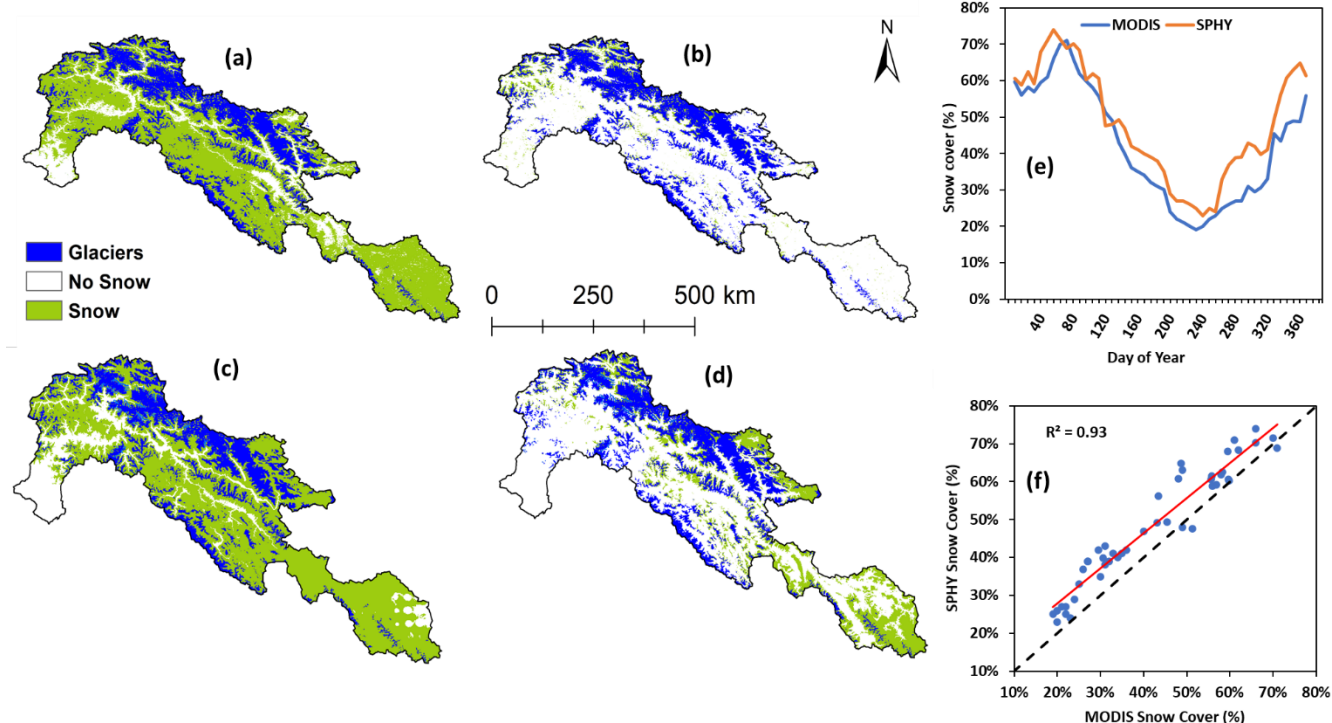 (a)
(b)
N
Glaciers
No Snow
Snow
0 250 500 km
(c)
(d)
80%
70%
60%
50%
40%
30%
20%
10%
0%
Snow cover (%)
MODIS SPHY
(e)
40 80 120 160 200 240 280 320 360
Day of Year
80%
70%
60%
50%
40%
30%
20%
10%
SPHY Snow Cover (%)
R² = 0.93
(f)
10% 20% 30% 40% 50% 60% 70% 80%
MODIS Snow Cover (%)